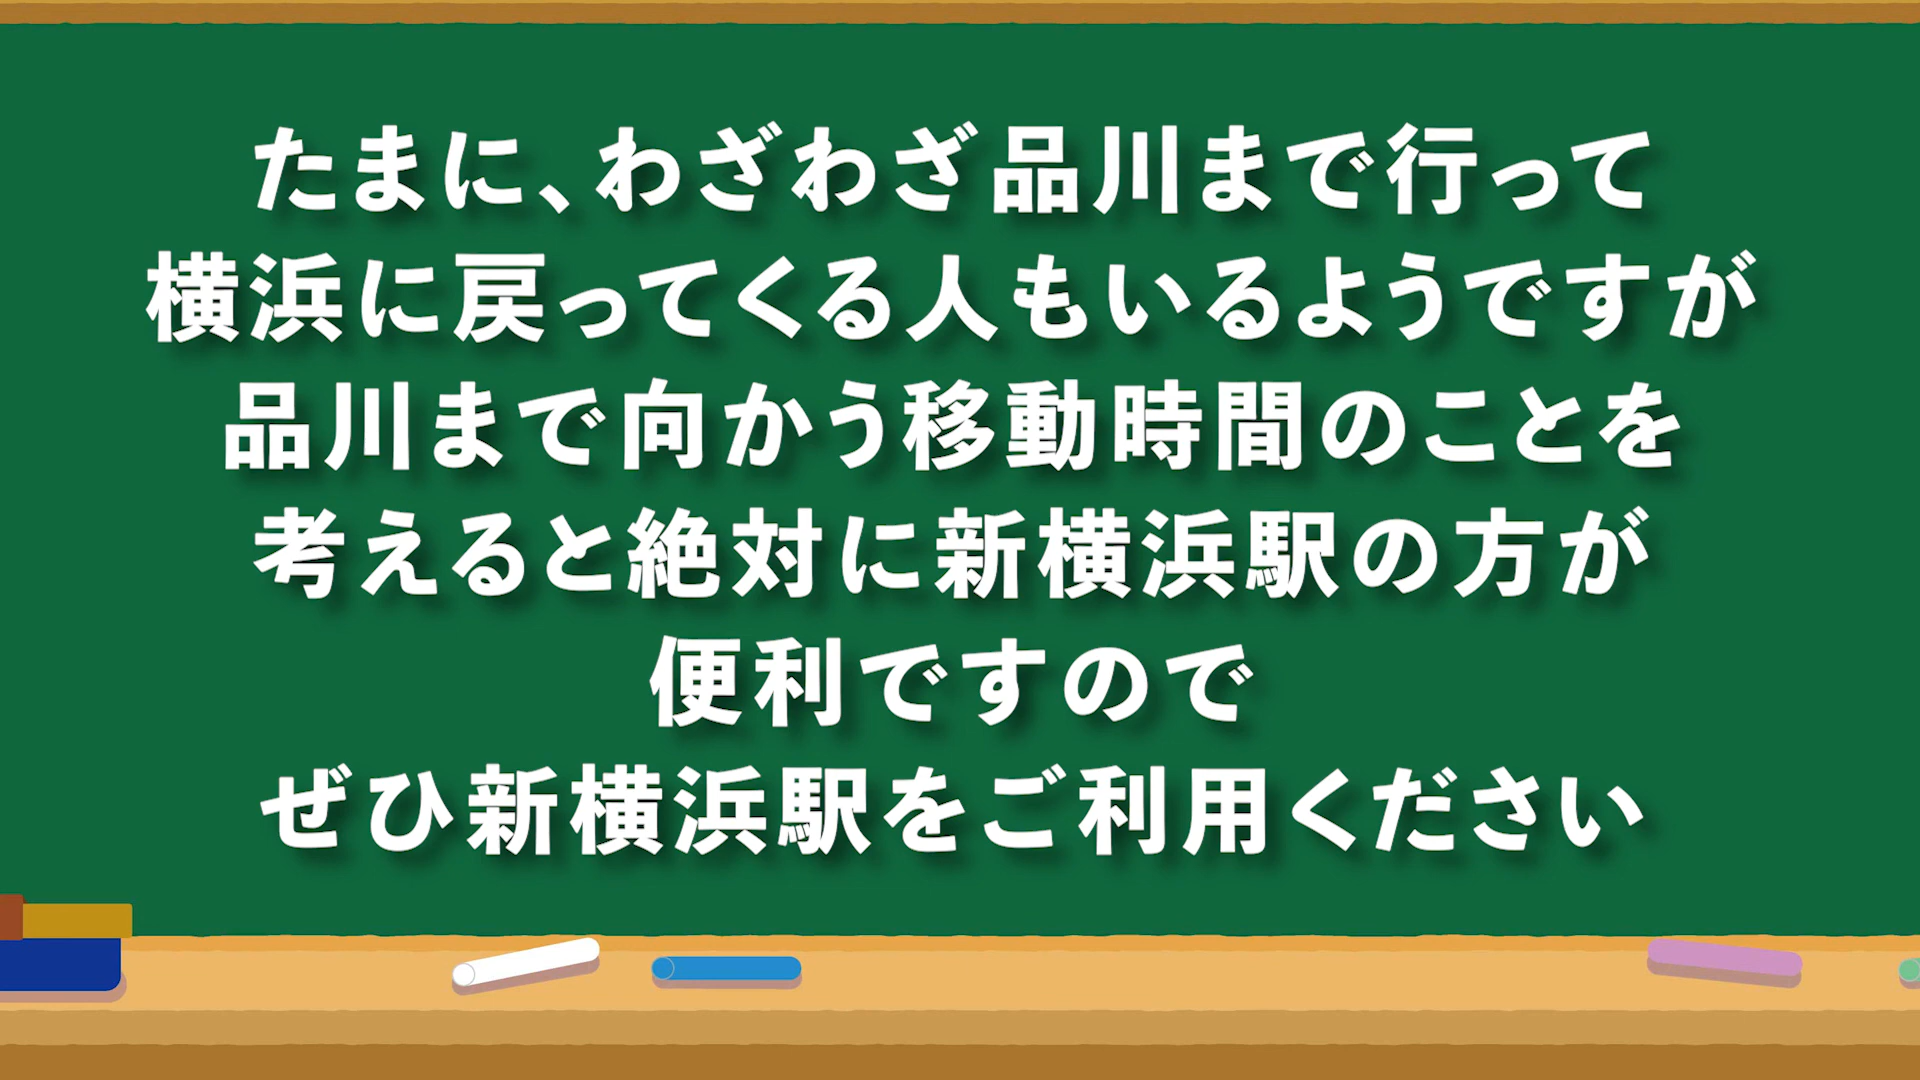 たまに、わざわざ品川まで行って
横浜に戻ってくる人もいるようですが
品川まで向かう移動時間のことを
考えると絶対に新横浜駅の方が
便利ですので
ぜひ新横浜駅をご利用ください